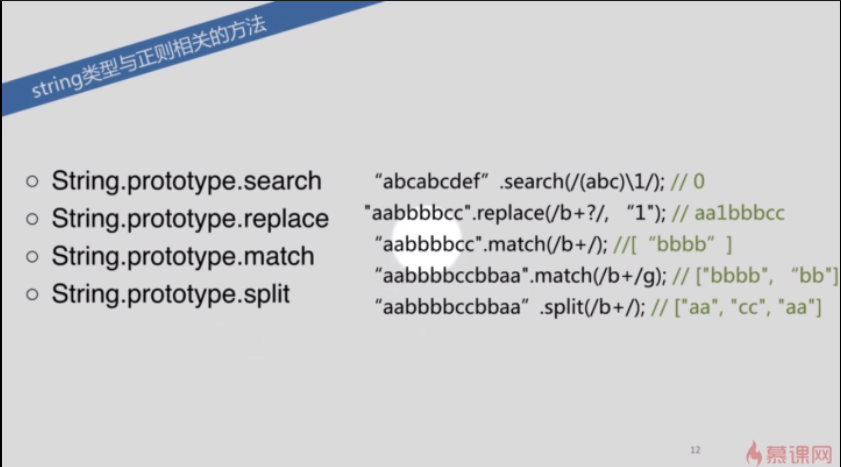 string类型与正则相关的方法
String.prototype.search
String.prototype.replace
String.prototype.match
String.prototype.split
“abcabcdef”.search(/(abc)\1/); // 0
"aabbbbcc".replace(/b+?/, “1"); // aa1bbbcc
“aabbbbcc".match(/b+/); //[“bbbb”]
“aabbbbccbbaa".match(/b+/g); // ["bbbb", “bb"]
“aabbbbccbbaa”.split(/b+/); // ["aa", "cc", "aa"]
12
慕课网